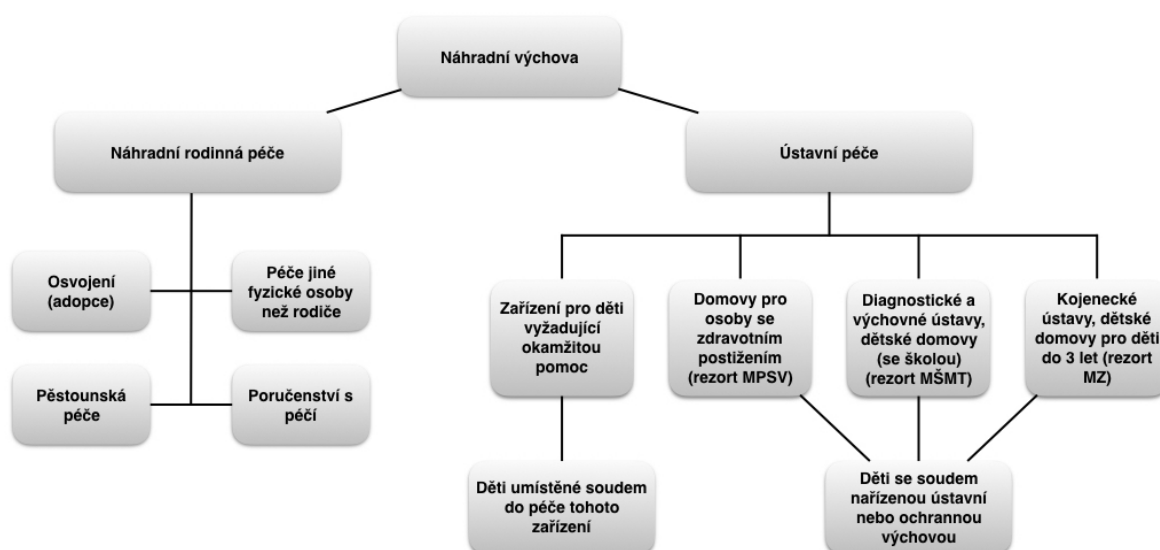 Náhradní výchova
Náhradní rodinná péče
Ústavní péče
Osvojení
(adopce)
Péče jiné
fyzické osoby
než rodiče
Pěstounská
péče
Poručenství s
péčí
Zařízení pro děti
vyžadující
okamžitou
pomoc
Domovy pro
osoby se
zdravotním
postižením
(rezort MPSV)
Diagnostické a
výchovné ústavy,
dětské domovy
(se školou)
(rezort MŠMT)
Kojenecké
ústavy, dětské
domovy pro děti
do 3 let (rezort
MZ)
Děti umístěné soudem
do péče tohoto
zařízení
Děti se soudem
nařízenou ústavní
nebo ochrannou
výchovou